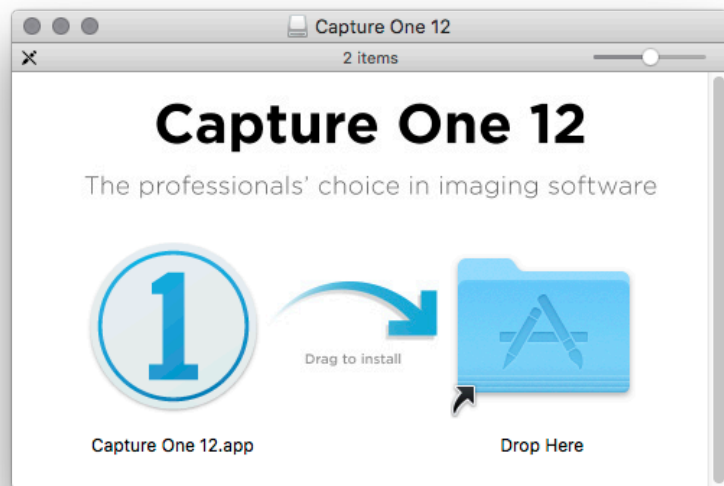 Capture One 12
2 items
Capture One 12
The professionals' choice in imaging software
1
Drag to install
Capture One 12.app
Drop Here